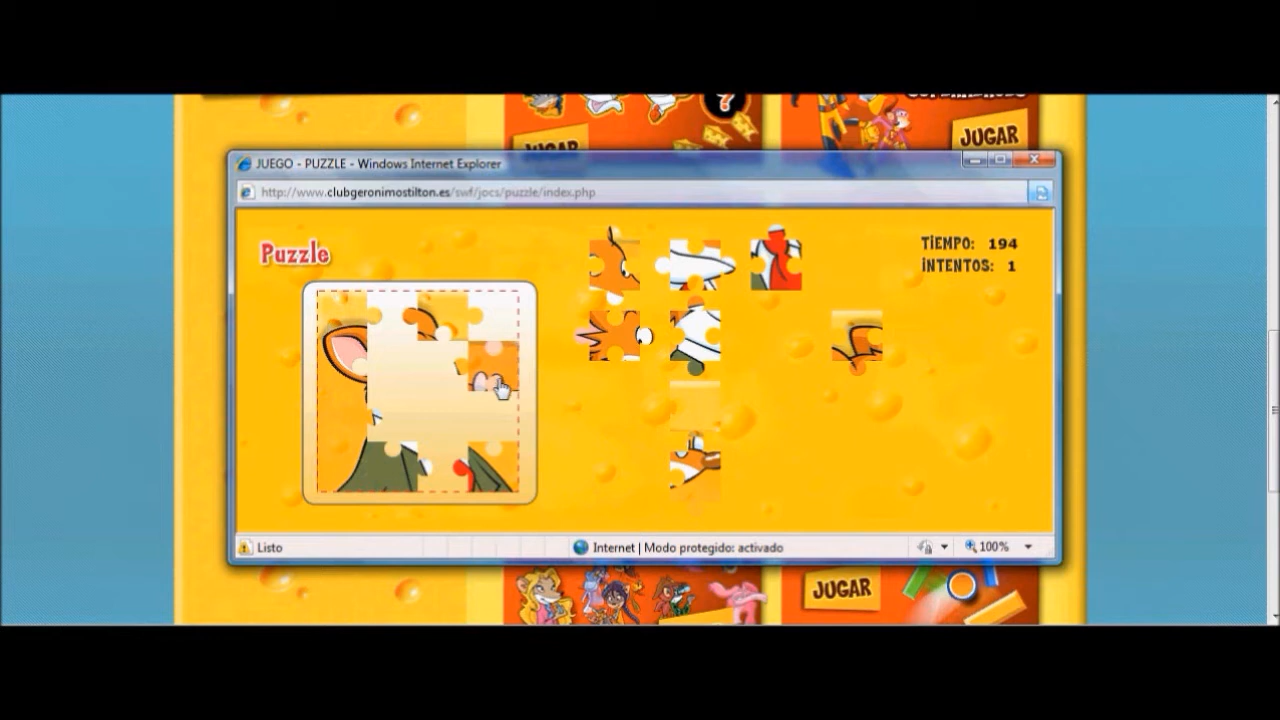 JUGAR
JUEGO - PUZZLE - Windows Internet Explorer
http://www.clubgeronimostilton.es/swf/jocs/puzzle/index.php
Puzzle
TIEMPO: 194
INTENTOS: 1
Listo
Internet | Modo protegido: activado
100%
JUGAR